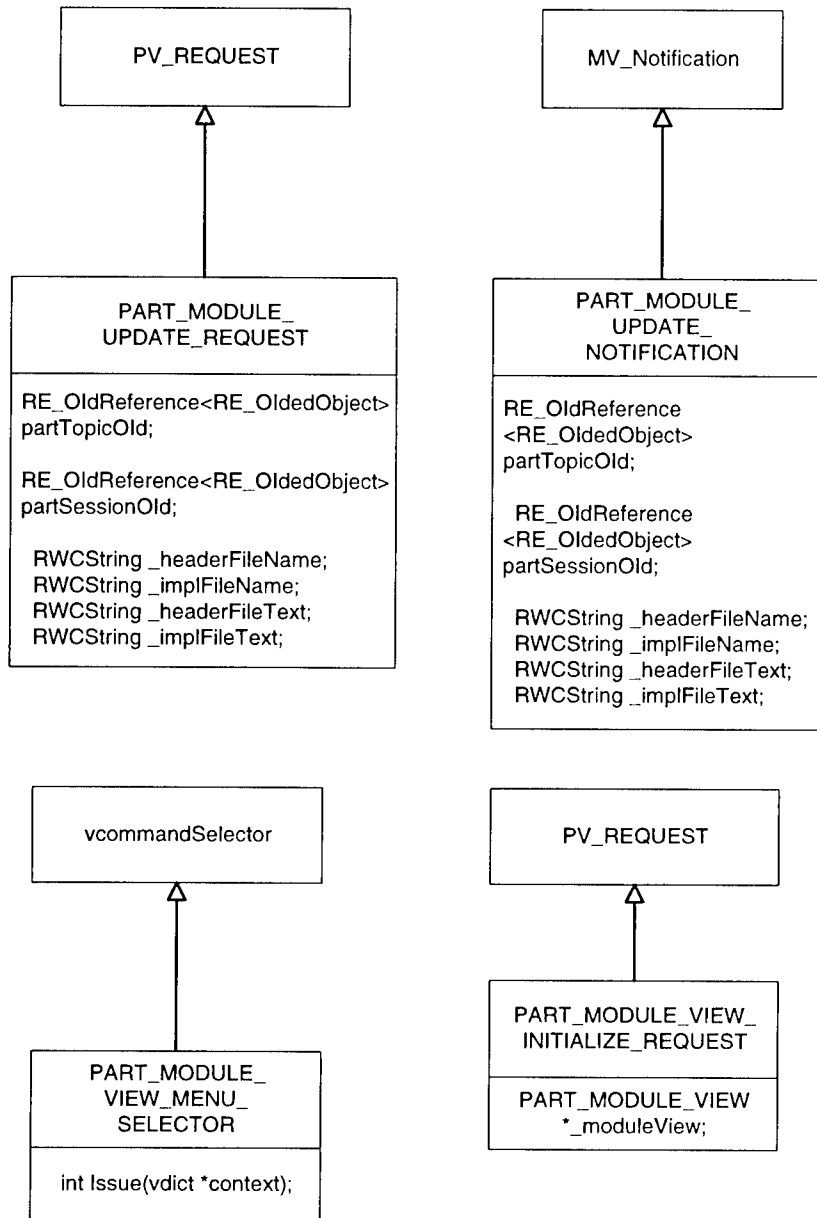 PV_REQUEST
PART_MODULE_
UPDATE_REQUEST
RE_OldReference<RE_OldedObject>
partTopicOld;
RE_OldReference<RE_OldedObject>
partSessionOld;
RWCString _headerFileName;
RWCString _implFileName;
RWCString _headerFileText;
RWCString _implFileText;
MV_Notification
PART_MODULE_
UPDATE_
NOTIFICATION
RE_OldReference
<RE_OldedObject>
partTopicOld;
RE_OldReference
<RE_OldedObject>
partSessionOld;
RWCString _headerFileName;
RWCString _implFileName;
RWCString _headerFileText;
RWCString _implFileText;
vcommandSelector
PART_MODULE_
VIEW_MENU_
SELECTOR
int Issue(vdict *context);
PV_REQUEST
PART_MODULE_VIEW_
INITIALIZE_REQUEST
PART_MODULE_VIEW
*_moduleView;